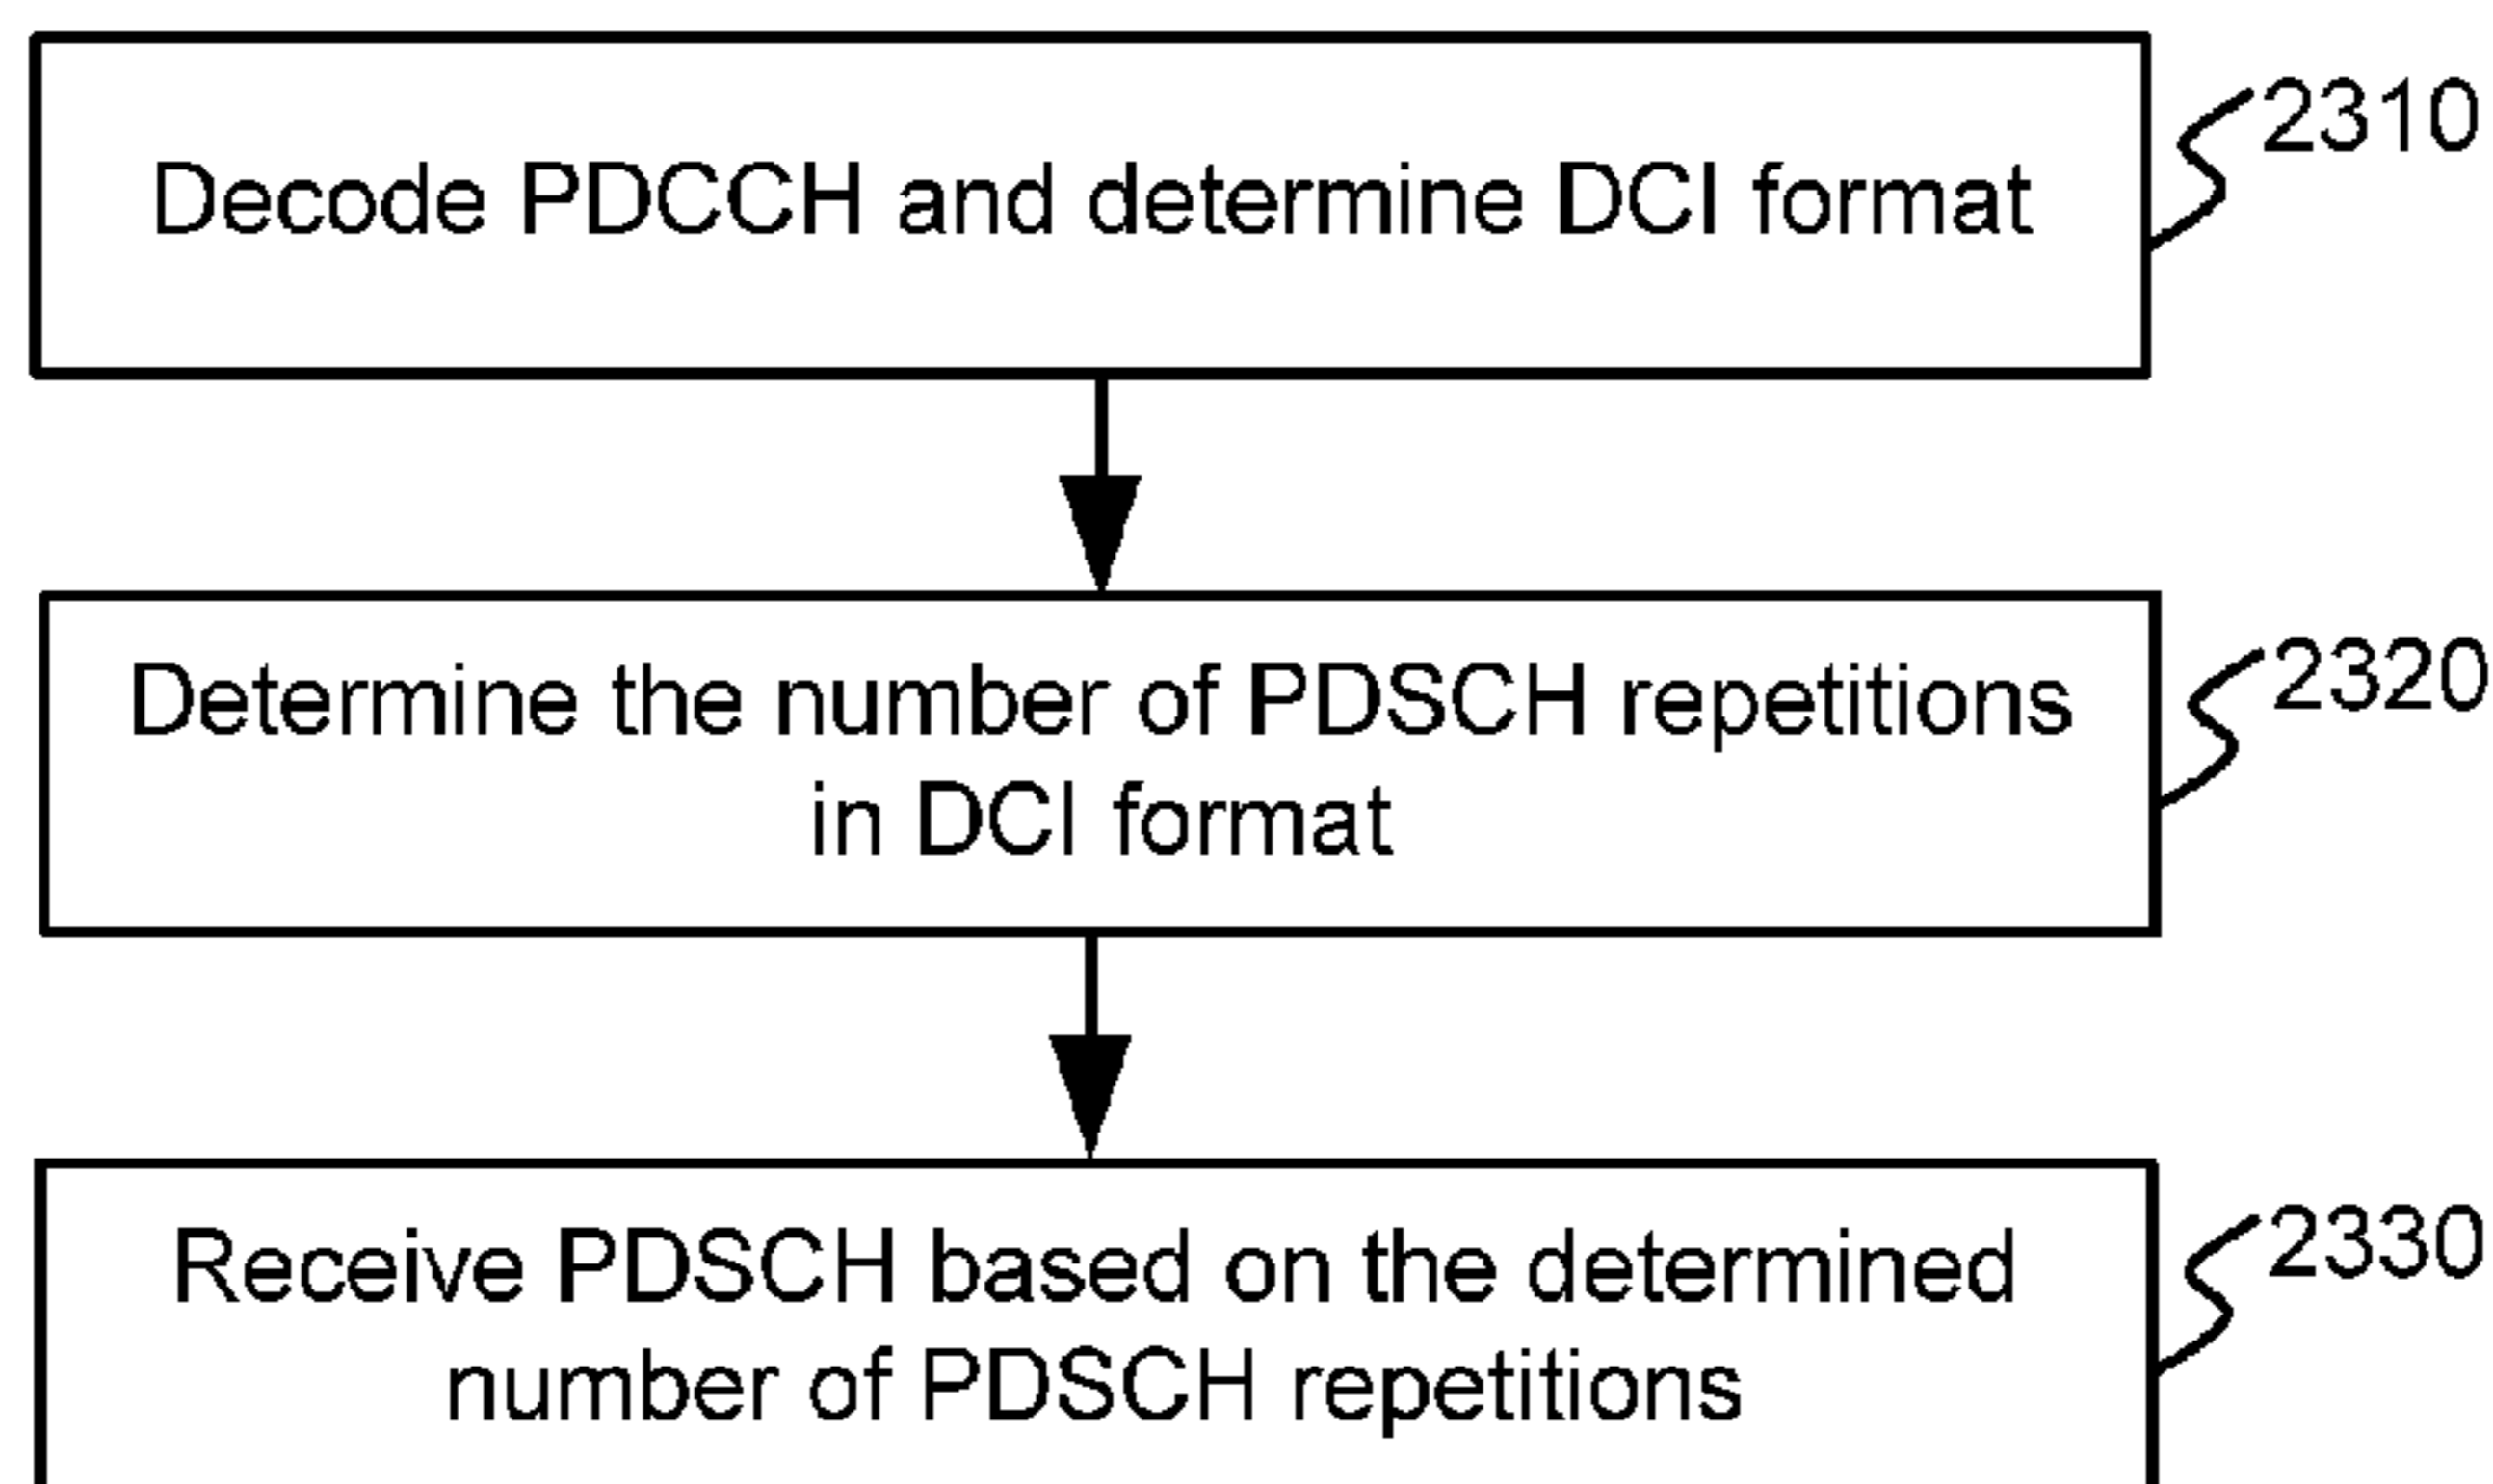 Decode PDCCH and determine DCI format
2310
Determine the number of PDSCH repetitions
in DCI format
2320
Receive PDSCH based on the determined
number of PDSCH repetitions
2330